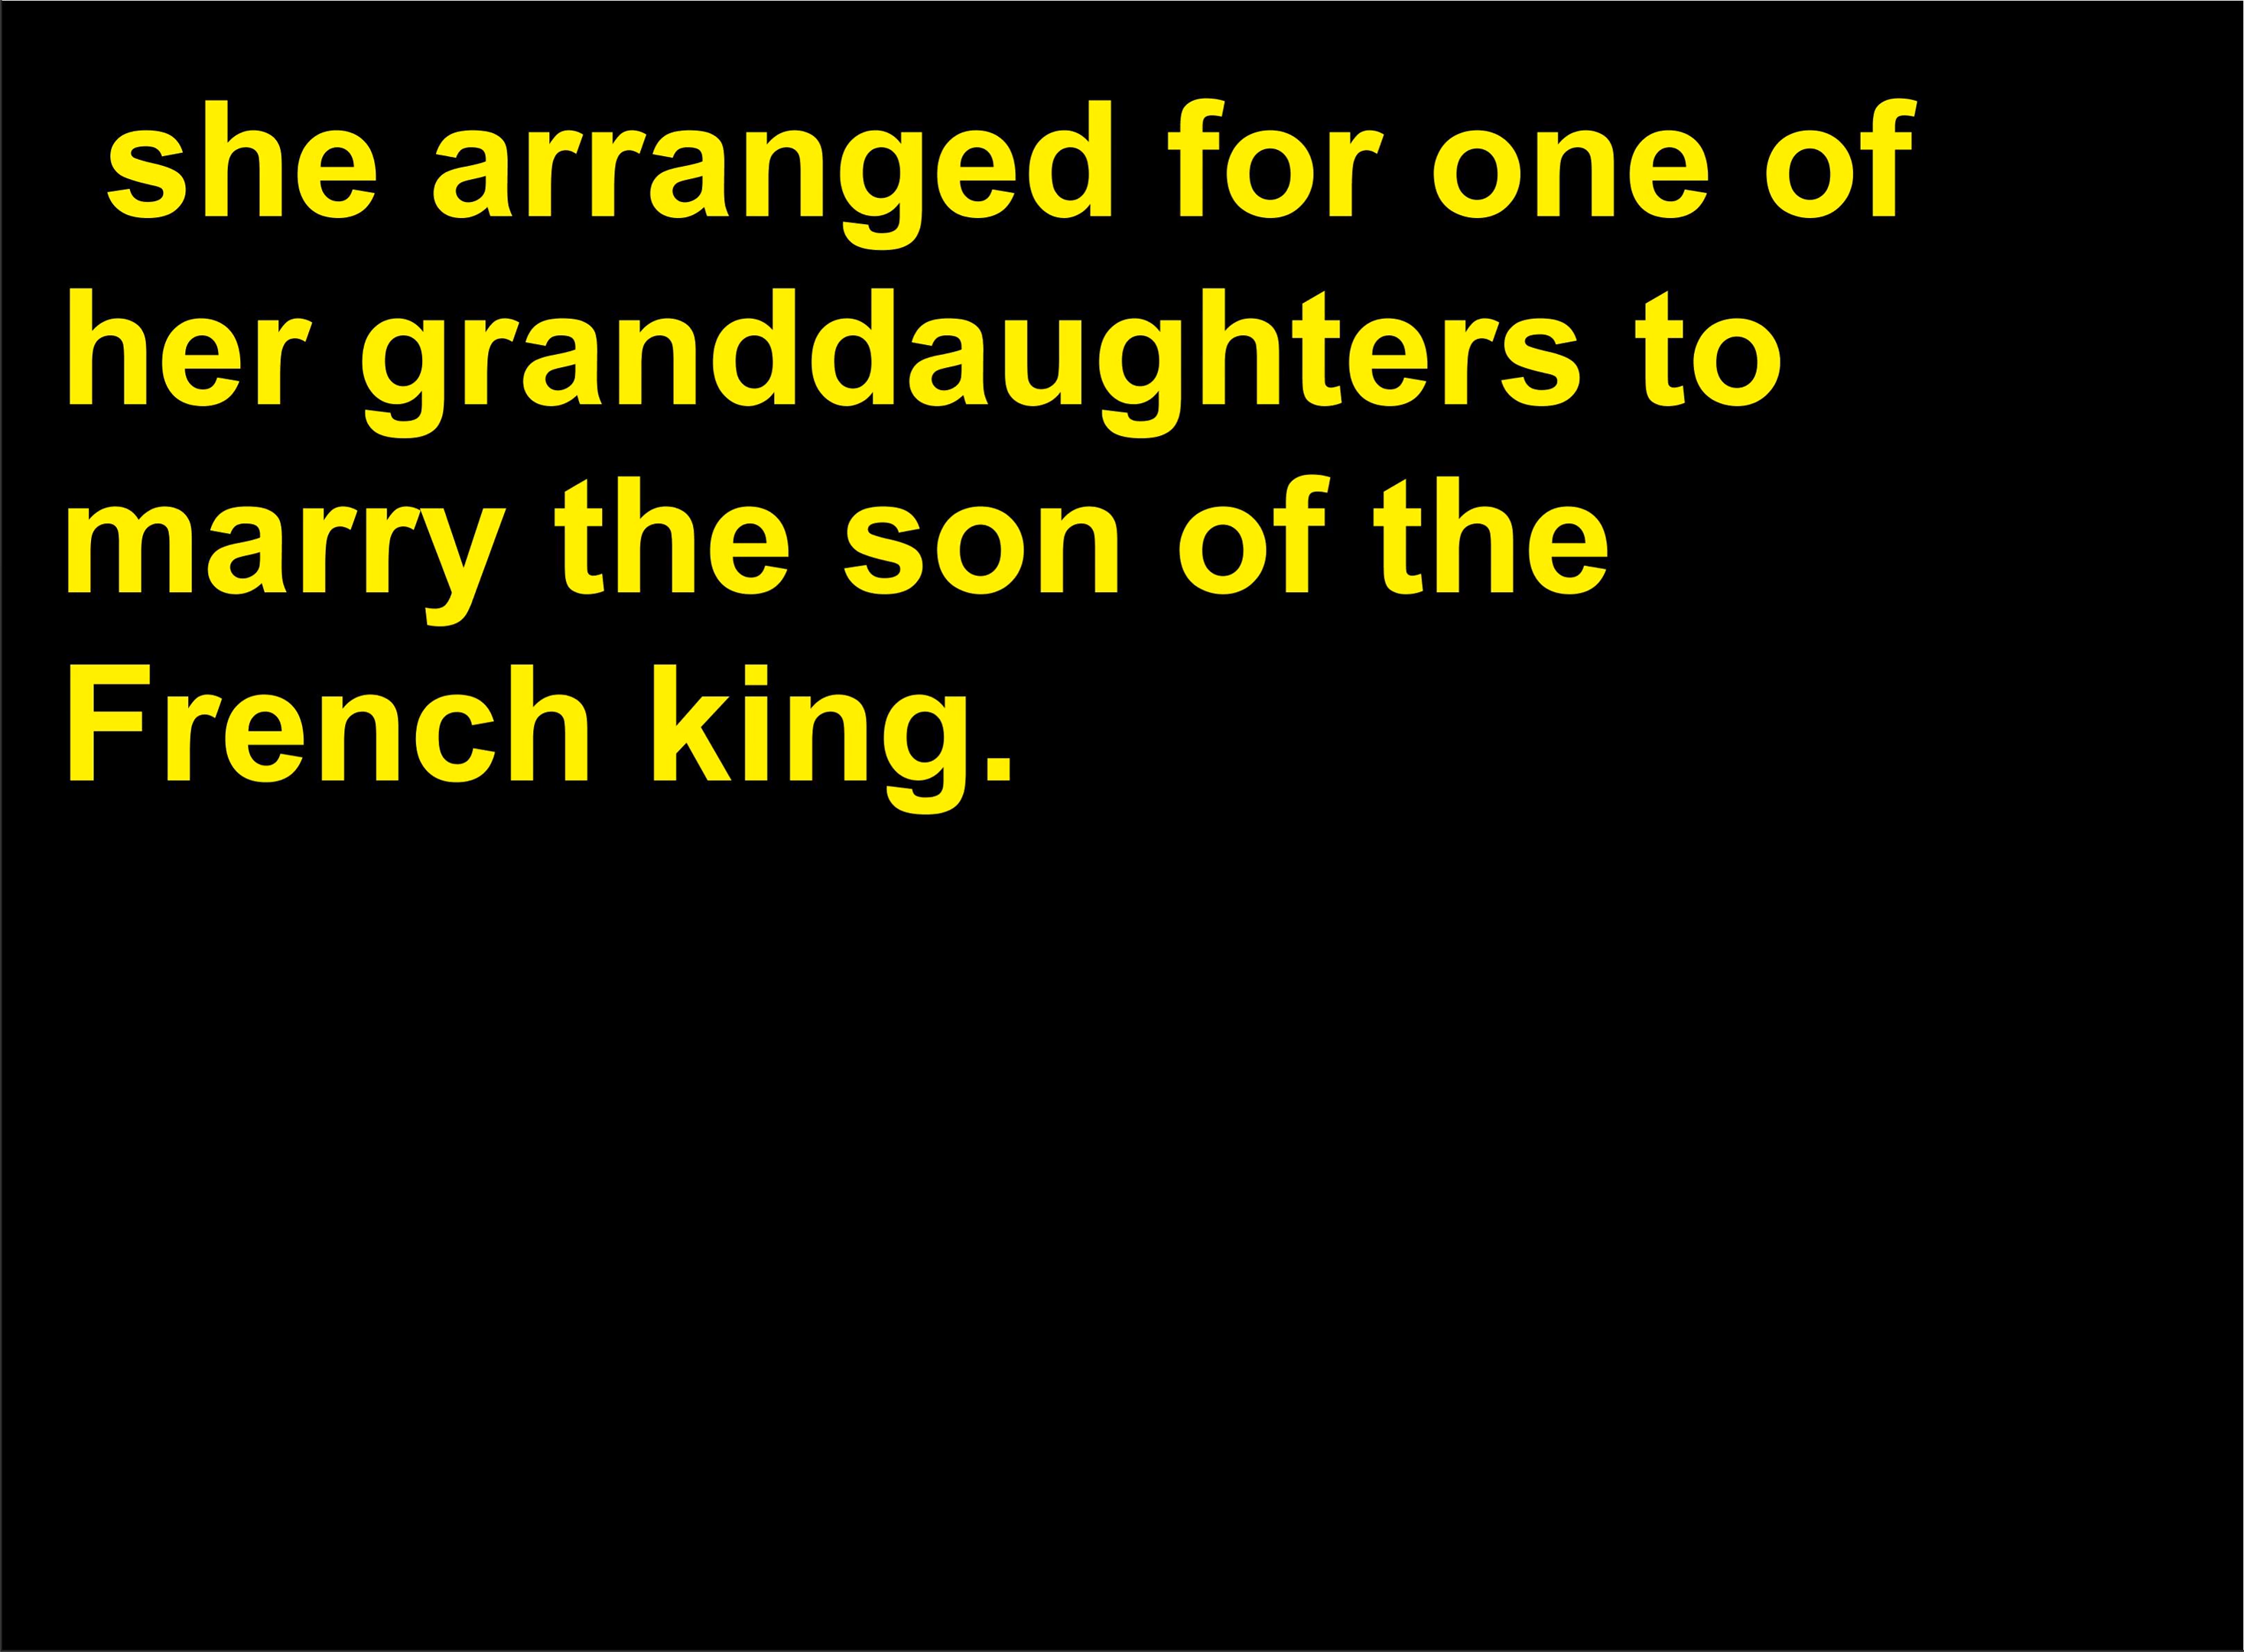 she arranged for one of
her granddaughters to
marry the son of the
French king.